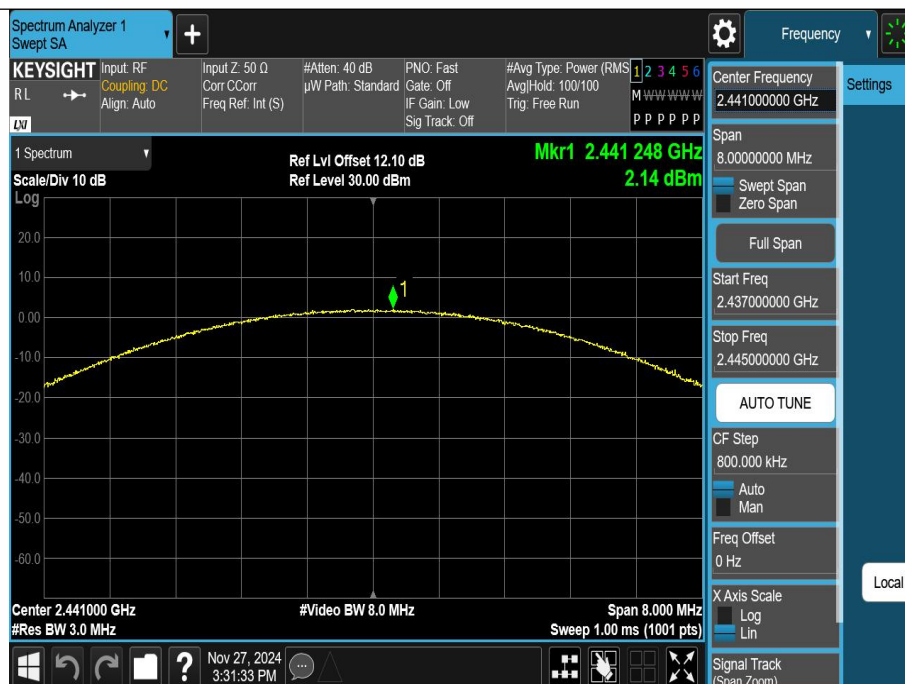 Spectrum Analyzer 1
Swept SA
+
Frequency
KEYSIGHT
RL
LXI
Input: RF
Coupling: DC
Align: Auto
Input Z: 50 Ω
Corr CCorr
Freq Ref: Int (S)
#Atten: 40 dB
µW Path: Standard
PNO: Fast
Gate: Off
IF Gain: Low
Sig Track: Off
#Avg Type: Power (RMS
Avg|Hold: 100/100
Trig: Free Run
1 2 3 4 5 6
M W W W W W
P P P P P P
1 Spectrum
Scale/Div 10 dB
Log
Ref Lvl Offset 12.10 dB
Ref Level 30.00 dBm
Mkr1 2.441 248 GHz
2.14 dBm
20.0
10.0
0.00
-10.0
-20.0
-30.0
-40.0
-50.0
-60.0
1
Center 2.441000 GHz
#Res BW 3.0 MHz
#Video BW 8.0 MHz
Span 8.000 MHz
Sweep 1.00 ms (1001 pts)
Nov 27, 2024
3:31:33 PM
?
Center Frequency
2.441000000 GHz
Span
8.00000000 MHz
Swept Span
Zero Span
Full Span
Start Freq
2.437000000 GHz
Stop Freq
2.445000000 GHz
AUTO TUNE
CF Step
800.000 kHz
Auto
Man
Freq Offset
0 Hz
X Axis Scale
Log
Lin
Signal Track
(Span Zoom)
Settings
Local